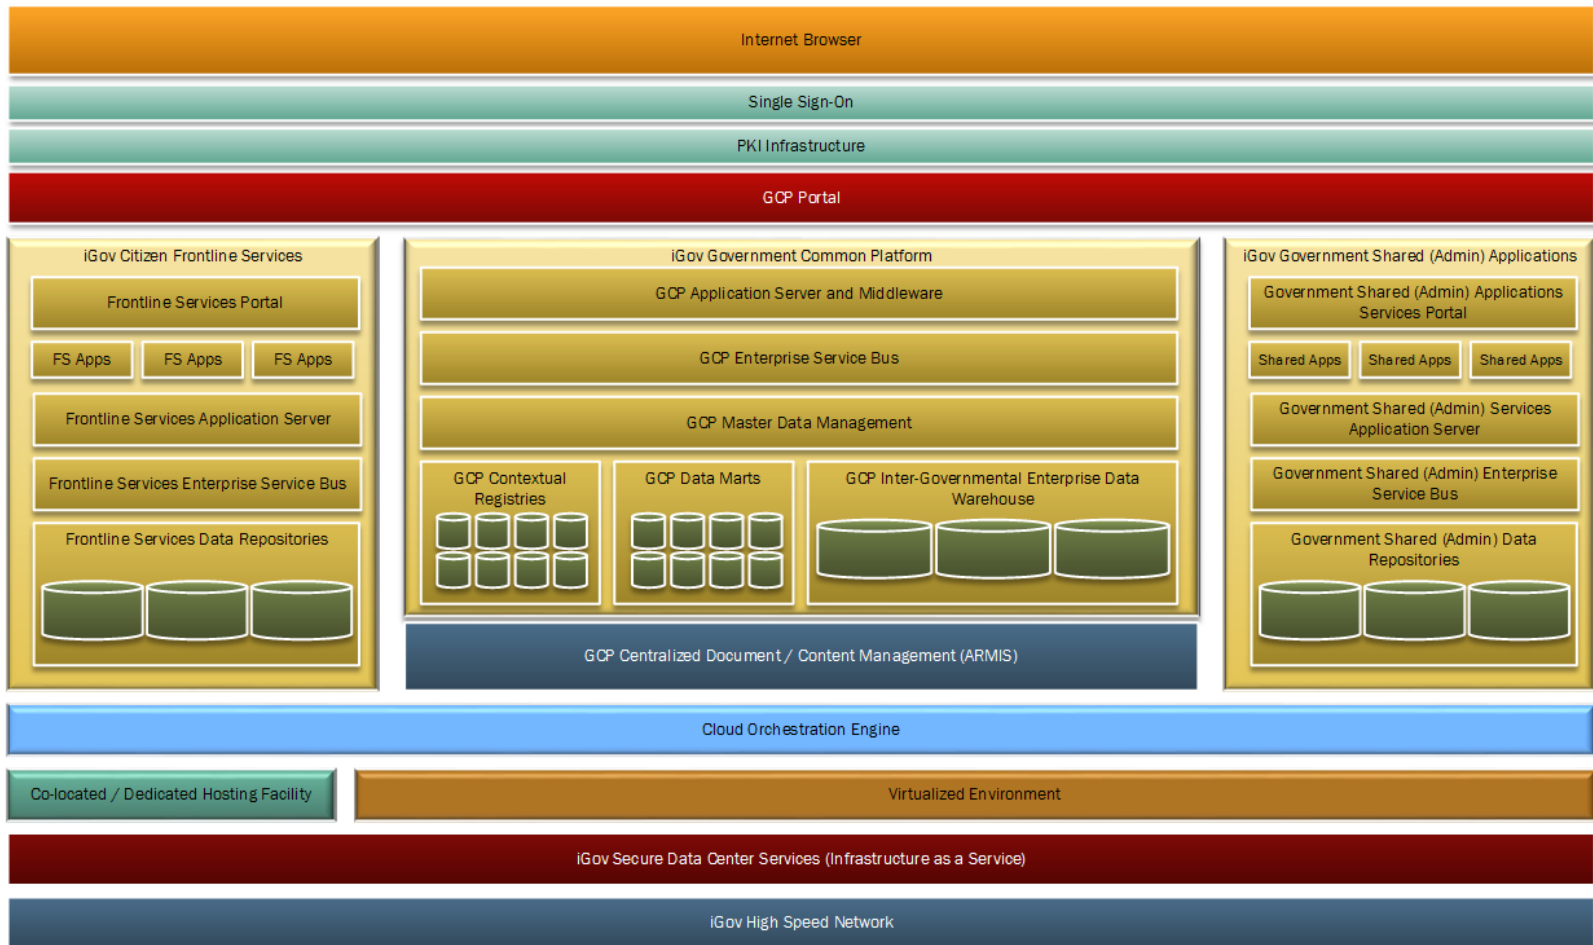 Internet Browser
Single Sign-On
PKI Infrastructure
GCP Portal
iGov Citizen Frontline Services
Frontline Services Portal
FS Apps
FS Apps
FS Apps
Frontline Services Application Server
Frontline Services Enterprise Service Bus
Frontline Services Data Repositories
iGov Government Common Platform
GCP Application Server and Middleware
GCP Enterprise Service Bus
GCP Master Data Management
GCP Contextual
Registries
GCP Data Marts
GCP Inter-Governmental Enterprise Data
Warehouse
GCP Centralized Document / Content Management (ARMIS)
iGov Government Shared (Admin) Applications
Government Shared (Admin) Applications
Services Portal
Shared Apps
Shared Apps
Shared Apps
Government Shared (Admin) Services
Application Server
Government Shared (Admin) Enterprise
Service Bus
Government Shared (Admin) Data
Repositories
Cloud Orchestration Engine
Co-located / Dedicated Hosting Facility
Virtualized Environment
iGov Secure Data Center Services (Infrastructure as a Service)
iGov High Speed Network